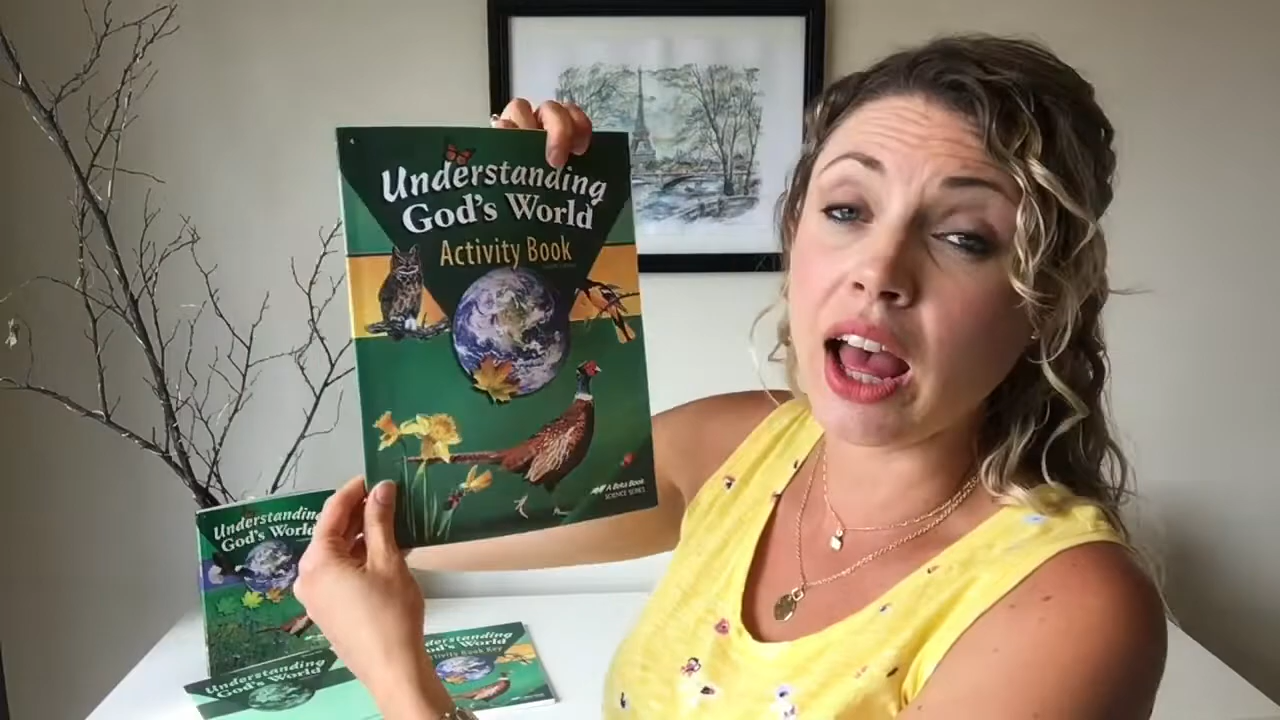 Understanding
God's World
Activity Book
A Beka Book
SCIENCE SERIES
Understanding
God's World
Understanding
God's World
Understanding
God's World
Activity Book Key